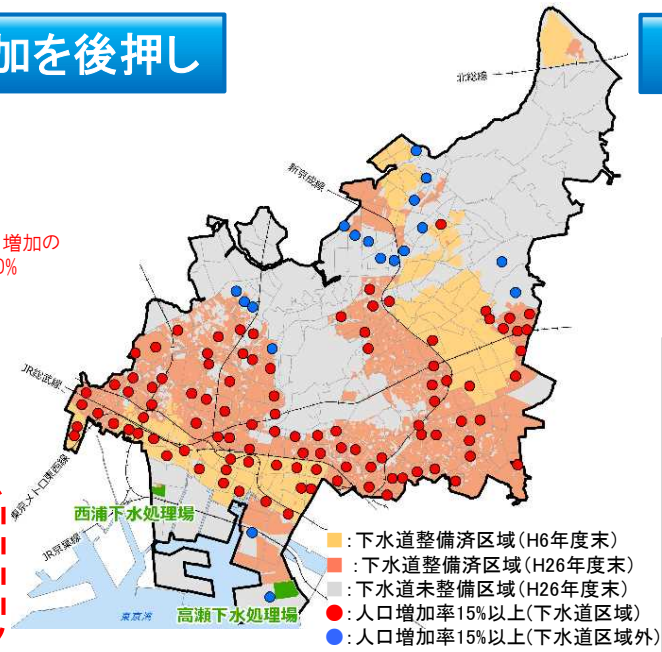 加を後押し
北総線
新京成線
増加の
0%
JR総武線
東京メトロ東西線
JR京葉線
西浦下水処理場
高瀬下水処理場
東京湾
：下水道整備済区域(H6年度末)
：下水道整備済区域(H26年度末)
：下水道未整備区域(H26年度末)
：人口増加率15%以上(下水道区域)
：人口増加率15%以上(下水道区域外)